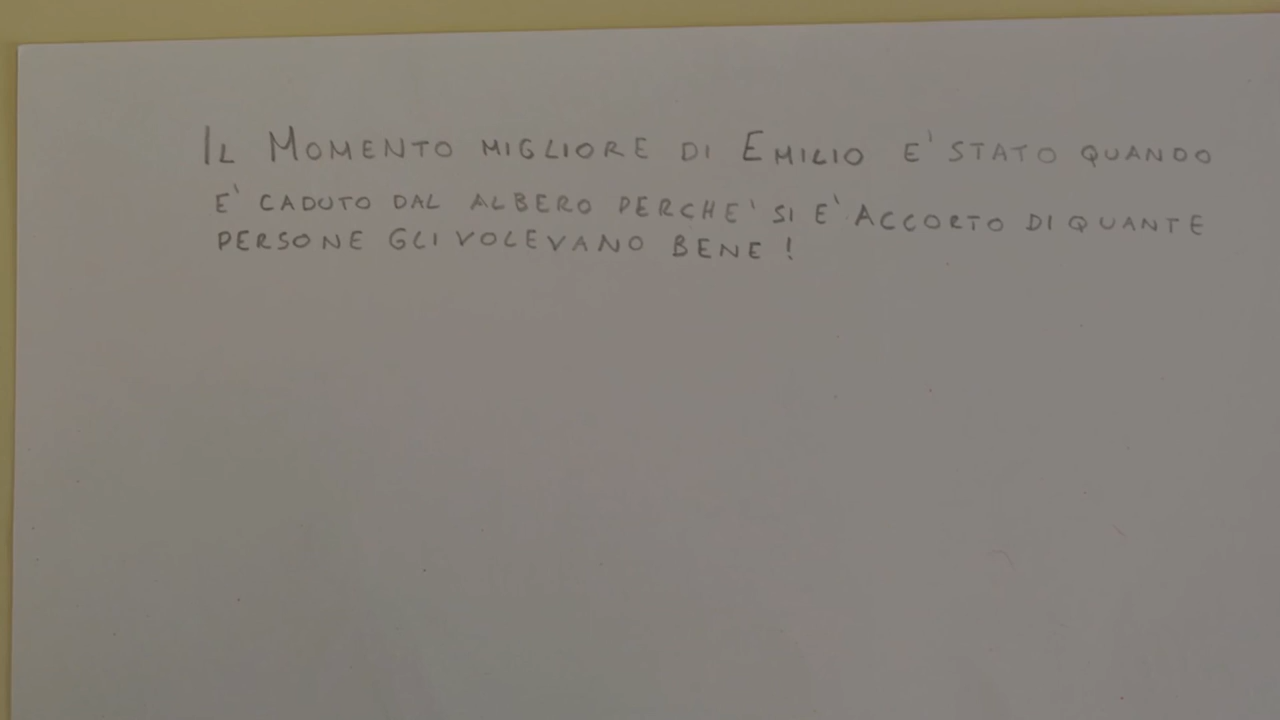 IL MOMENTO MIGLIORE DI EMILIO E' STATO QUANDO
E' CADUTO DAL ALBERO PERCHE' SI E' ACCORTO DI QUANTE
PERSONE GLI VOLEVANO BENE!